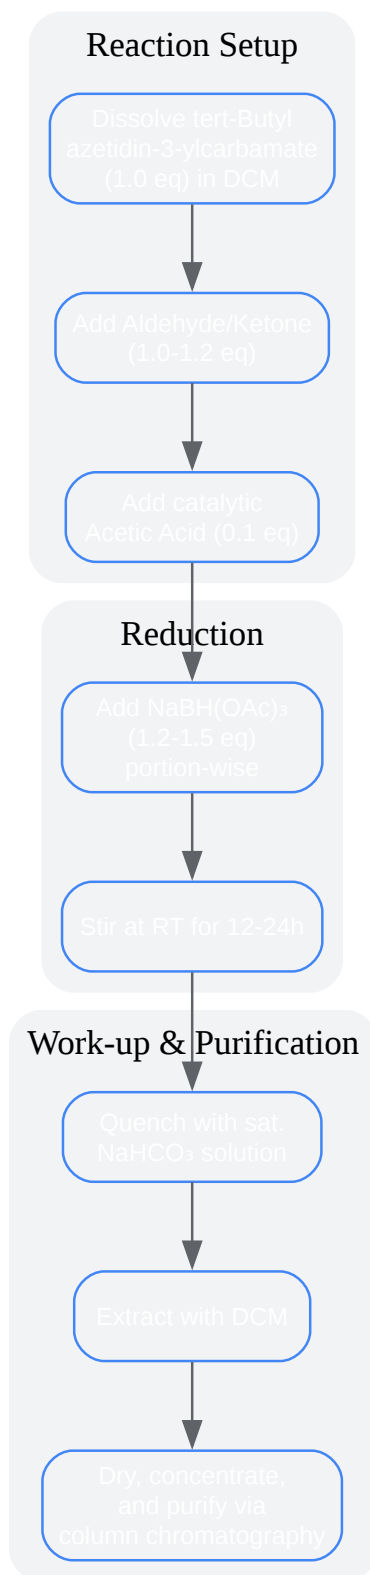 Reaction Setup
Dissolve tert-Butyl
azetidin-3-ylcarbamate
(1.0 eq) in DCM
Add Aldehyde/Ketone
(1.0-1.2 eq)
Add catalytic
Acetic Acid (0.1 eq)
Reduction
Add NaBH(OAc)₃
(1.2-1.5 eq)
portion-wise
Stir at RT for 12-24h
Work-up & Purification
Quench with sat.
NaHCO₃ solution
Extract with DCM
Dry, concentrate,
and purify via
column chromatography